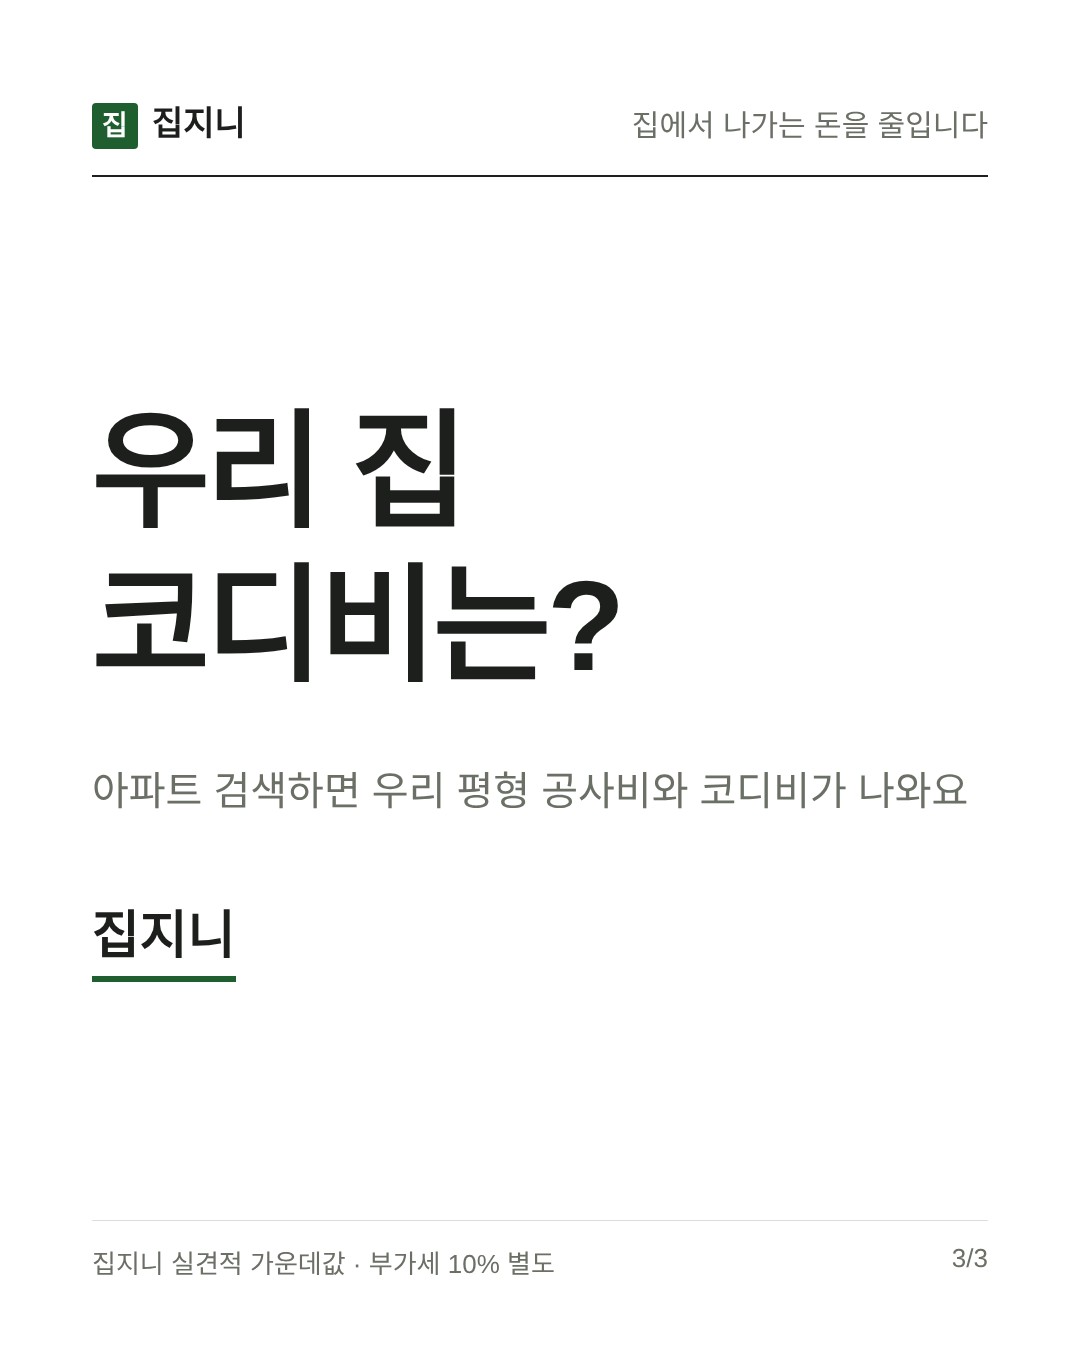 집 집지니
집에서 나가는 돈을 줄입니다
우리 집
코디비는?
아파트 검색하면 우리 평형 공사비와 코디비가 나와요
집지니
집지니 실견적 가운데값 · 부가세 10% 별도
3/3